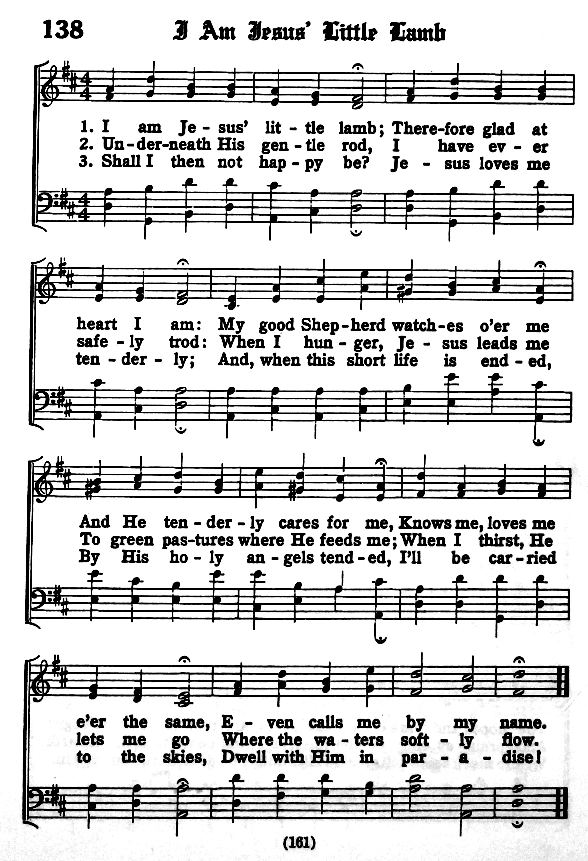 138 I Am Jesus' Little Lamb
1. I am Je - sus' lit - tle lamb; There-fore glad at
2. Un-der-neath His gen - tle rod, I have ev - er
3. Shall I then not hap - py be? Je - sus loves me
heart I am: My good Shep-herd watch-es o'er me
safe - ly trod: When I hun - ger, Je - sus leads me
ten - der - ly; And, when this short life is end - ed,
And He ten - der - ly cares for me, Knows me, loves me
To green pas-tures where He feeds me; When I thirst, He
By His ho - ly an - gels tend-ed, I'll be car-ried
e'er the same, E - ven calls me by my name.
lets me go Where the wa - ters soft - ly flow.
to the skies, Dwell with Him in par - a - dise!
(161)